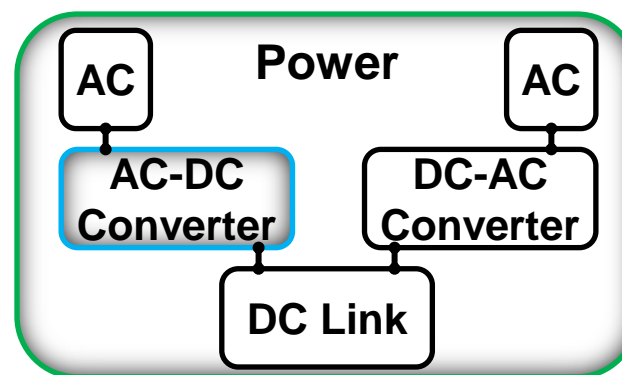 AC
Power
AC
AC-DC
Converter
DC-AC
Converter
DC Link